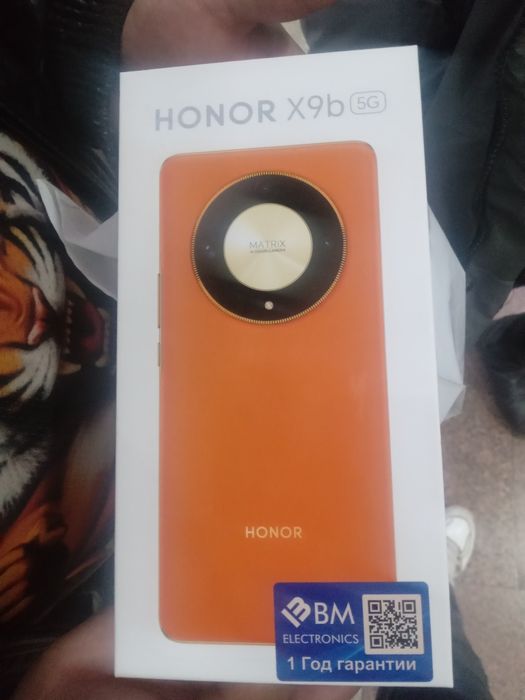 HONOR X9b 5G
MATRIX
HONOR
BM
ELECTRONICS
1 Год гарантии